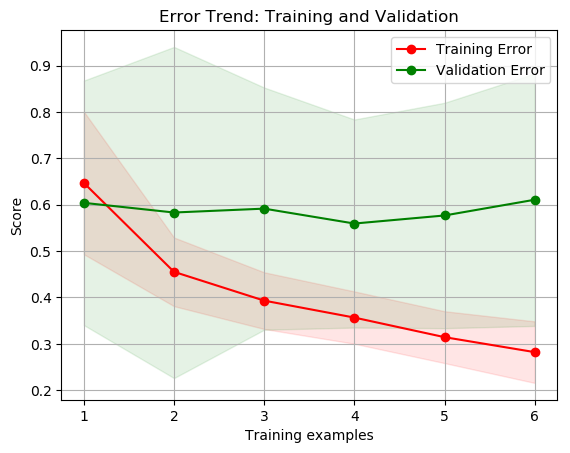 Error Trend: Training and Validation
Training Error
Validation Error
Score
0.9
0.8
0.7
0.6
0.5
0.4
0.3
0.2
1 2 3 4 5 6
Training examples